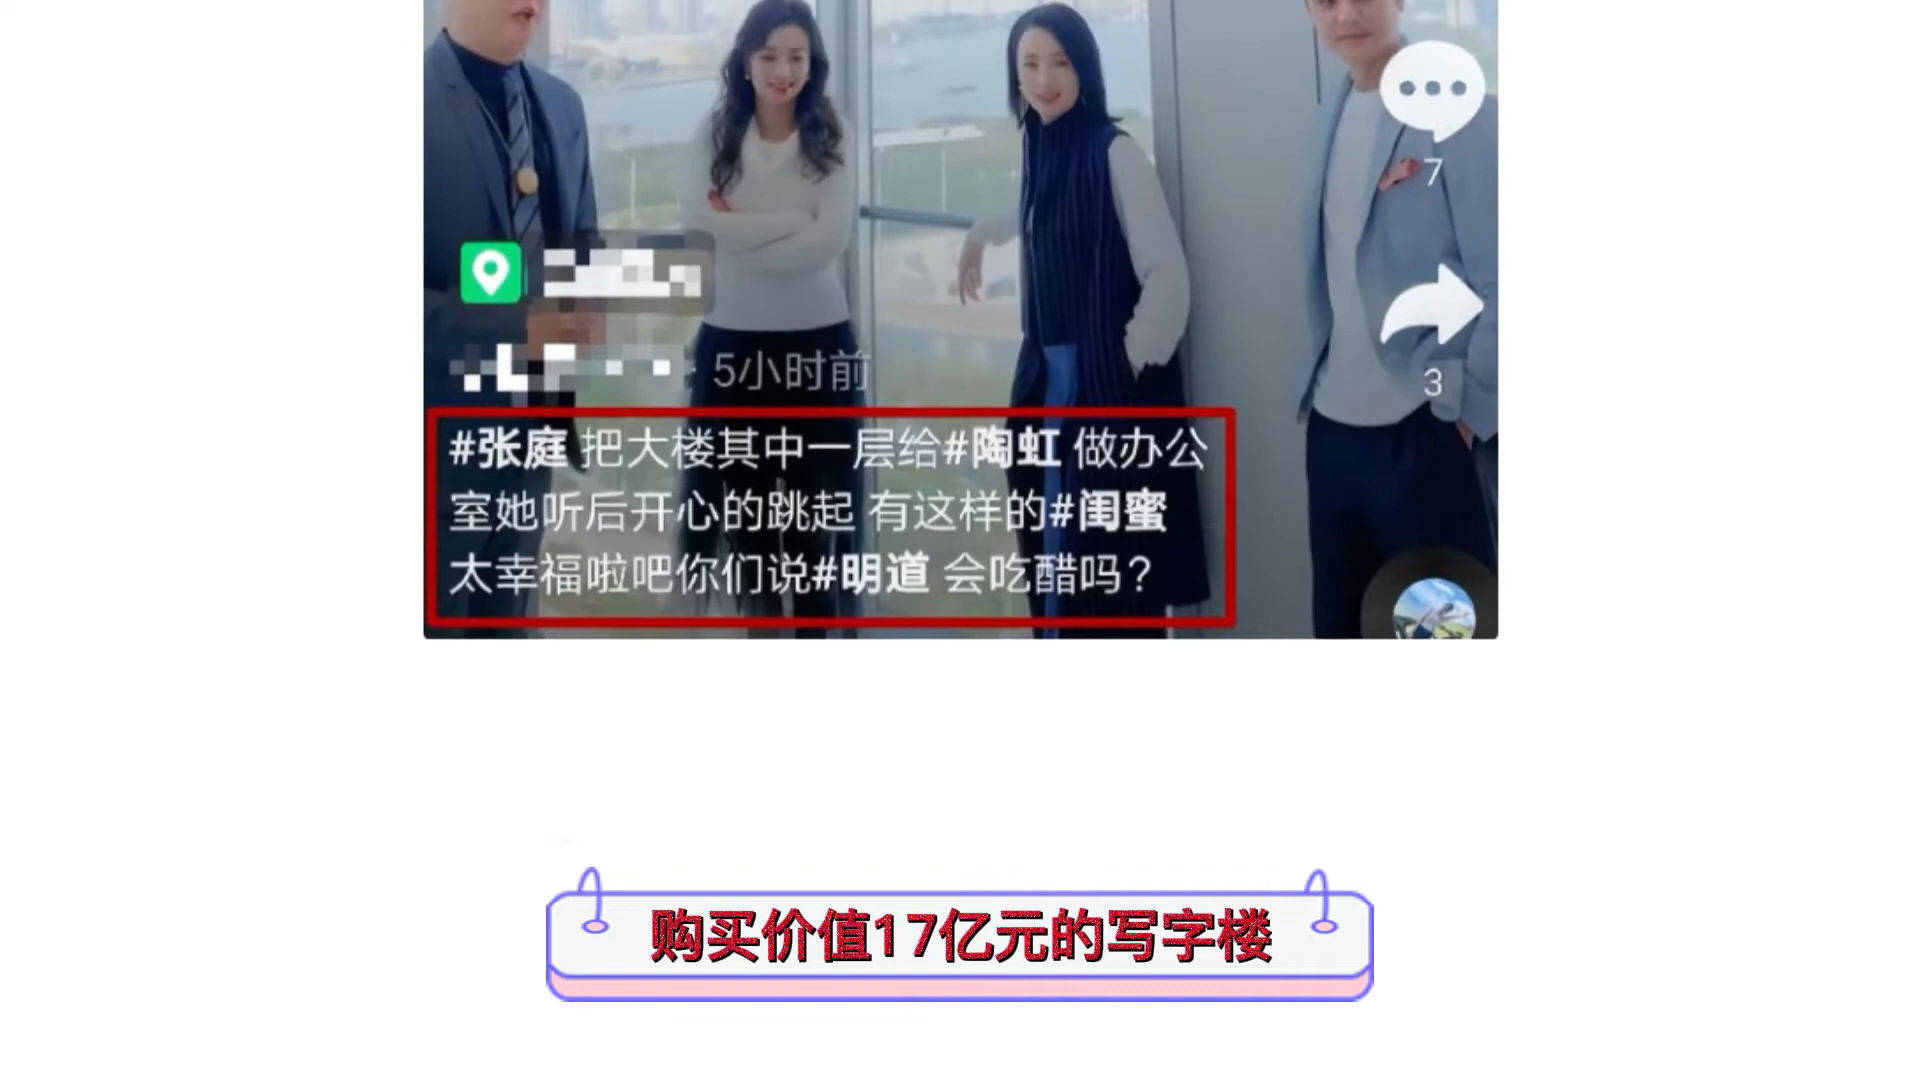 7
5小时前
3
#张庭 把大楼其中一层给#陶虹 做办公
室她听后开心的跳起 有这样的#闺蜜
太幸福啦吧你们说#明道 会吃醋吗？
购买价值17亿元的写字楼